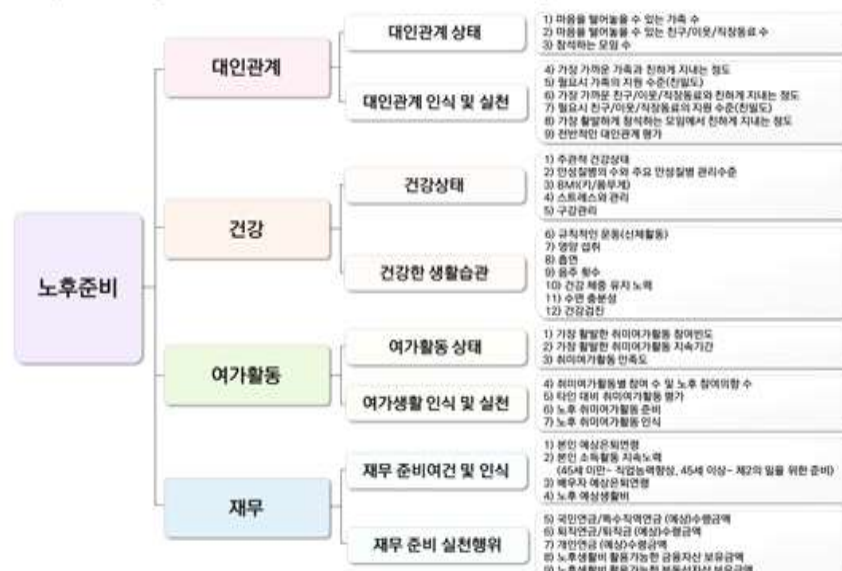 노후준비
대인관계
대인관계 상태
1) 마음을 털어놓을 수 있는 가족 수
2) 마음을 털어놓을 수 있는 친구/이웃/직장동료 수
3) 참석하는 모임 수
대인관계 인식 및 실천
4) 가장 가까운 가족과 친하게 지내는 정도
5) 필요시 가족의 지원 수준(친밀도)
6) 가장 가까운 친구/이웃/직장동료와 친하게 지내는 정도
7) 필요시 친구/이웃/직장동료의 지원 수준(친밀도)
8) 가장 활발하게 참석하는 모임에서 친하게 지내는 정도
9) 전반적인 대인관계 평가
건강
건강상태
1) 주관적 건강상태
2) 만성질병의 수와 주요 만성질병 관리수준
3) BMI(키/몸무게)
4) 스트레스와 관리
5) 구강관리
건강한 생활습관
6) 규칙적인 운동(신체활동)
7) 영양 섭취
8) 흡연
9) 음주 횟수
10) 건강 체중 유지 노력
11) 수면 충분성
12) 건강검진
여가활동
여가활동 상태
1) 가장 활발한 취미여가활동 참여빈도
2) 가장 활발한 취미여가활동 지속기간
3) 취미여가활동 만족도
여가생활 인식 및 실천
4) 취미여가활동별 참여 수 및 노후 참여의향 수
5) 타인 대비 취미여가활동 평가
6) 노후 취미여가활동 준비
7) 노후 취미여가활동 인식
재무
재무 준비여건 및 인식
1) 본인 예상은퇴연령
2) 본인 소득활동 지속노력
(45세 미만- 직업능력향상, 45세 이상- 제2의 일을 위한 준비)
3) 배우자 예상은퇴연령
4) 노후 예상생활비
재무 준비 실천행위
5) 국민연금/특수직역연금 (예상)수령금액
6) 퇴직연금/퇴직금 (예상)수령금액
7) 개인연금 (예상)수령금액
8) 노후생활비 활용가능한 금융자산 보유금액
9) 노후생활비 활용가능한 부동산자산 보유금액